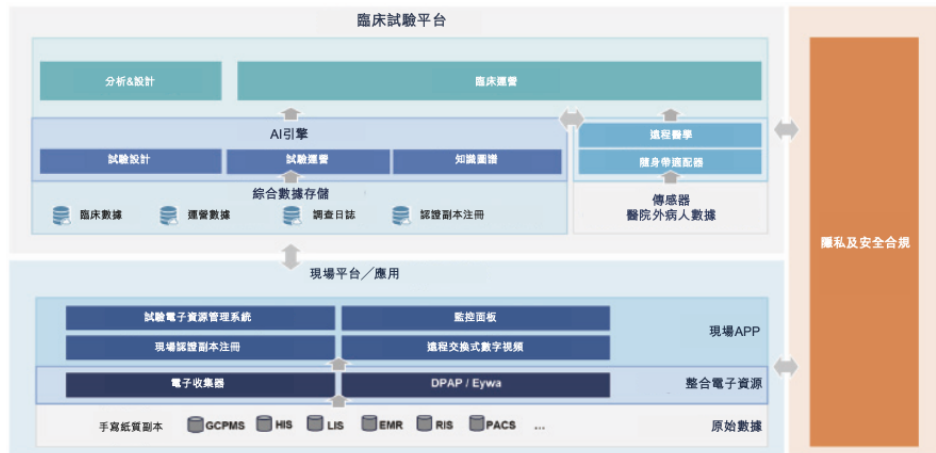 臨床試驗平台
分析&設計
臨床運營
AI引擎
試驗設計
試驗運營
知識圖譜
遠程醫學
隨身帶適配器
綜合數據存儲
臨床數據
運營數據
調查日誌
認證副本注冊
傳感器
醫院外病人數據
隱私及安全合規
現場平台／應用
試驗電子資源管理系統
監控面板
現場認證副本注冊
遠程交換式數字視頻
現場APP
電子收集器
DPAP / Eywa
整合電子資源
手寫紙質副本
GCPMS
HIS
LIS
EMR
RIS
PACS
...
原始數據